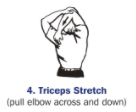 4. Triceps Stretch
(pull elbow across and down)